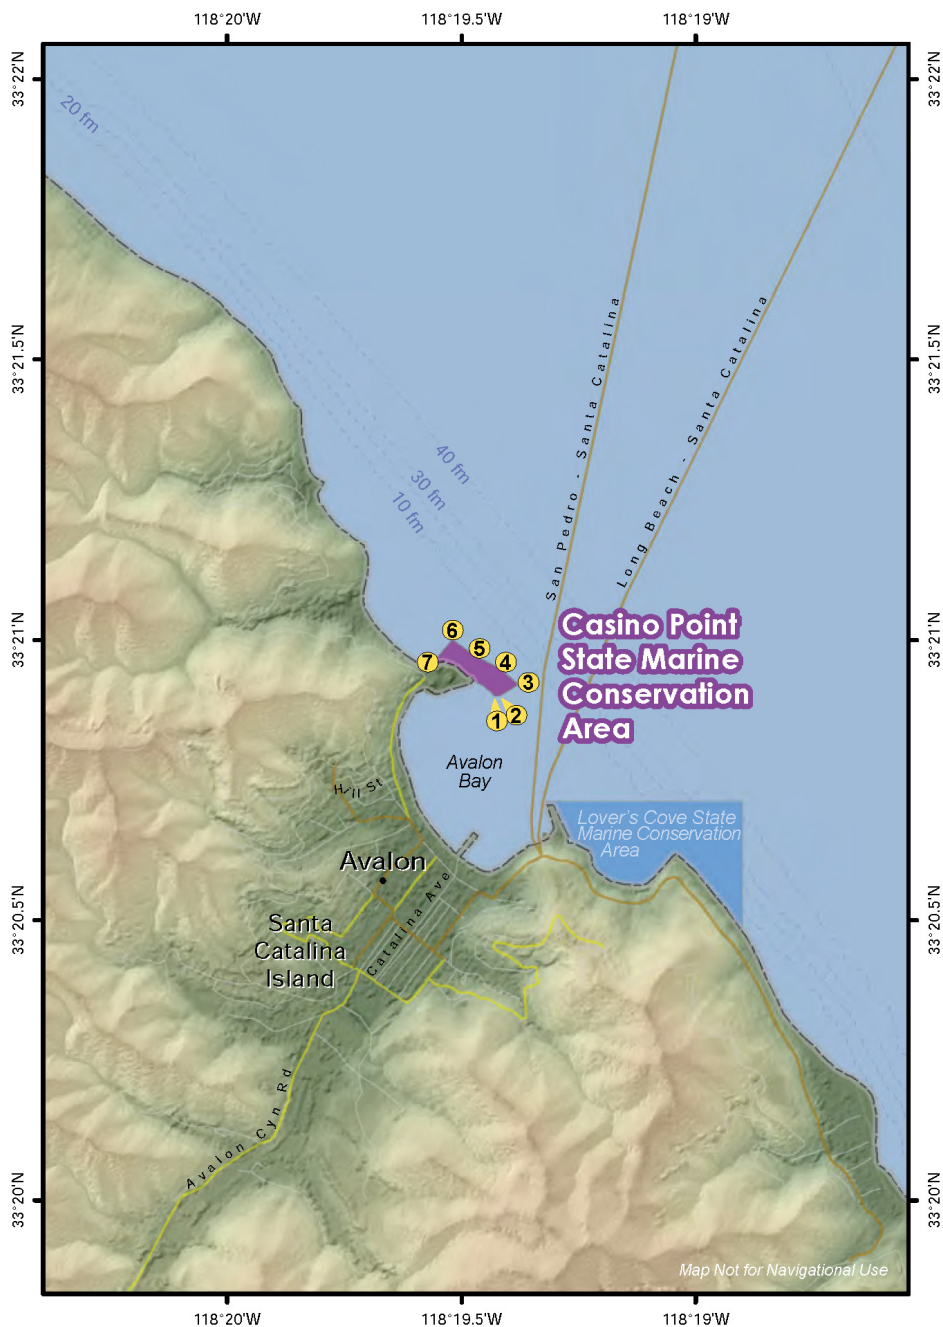 118°20'W
118°19.5'W
118°19'W
33°22'N
33°22'N
20 fm
San Pedro - Santa Catalina
Long Beach - Santa Catalina
33°21.5'N
33°21.5'N
40 fm
30 fm
10 fm
33°21'N
33°21'N
Casino Point
State Marine
Conservation
Area
6
5
4
7
3
2
1
Avalon
Bay
Hill St
Lover's Cove State
Marine Conservation
Area
Avalon
Catalina Ave
33°20.5'N
33°20.5'N
Santa
Catalina
Island
Avalon Cyn Rd
33°20'N
33°20'N
Map Not for Navigational Use
118°20'W
118°19.5'W
118°19'W